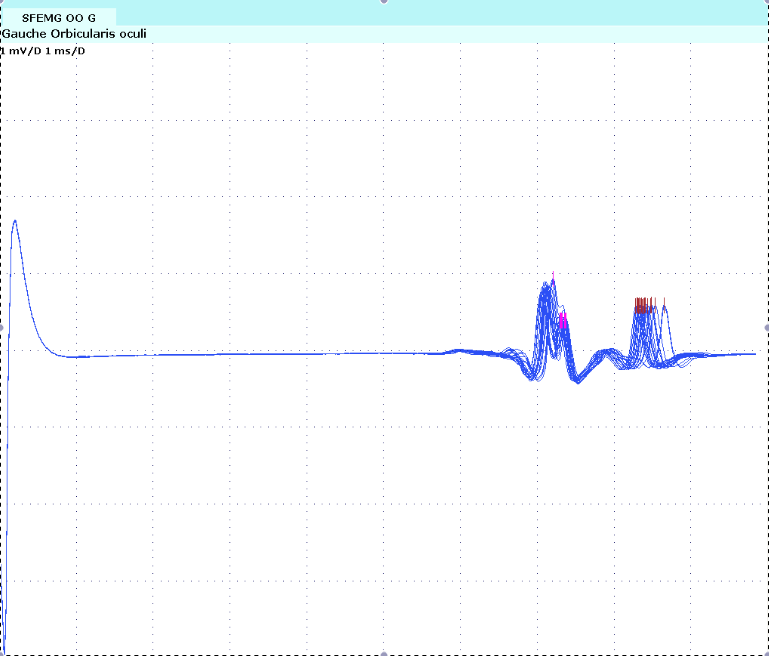 SFEMG OO G
Gauche Orbicularis oculi
1 mV/D 1 ms/D